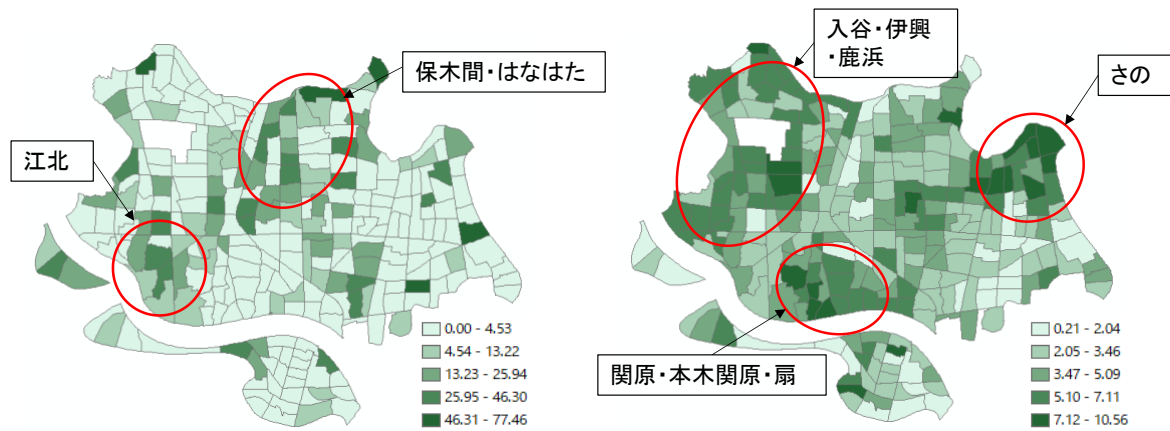 保木間・はなはた
江北
0.00 - 4.53
4.54 - 13.22
13.23 - 25.94
25.95 - 46.30
46.31 - 77.46
入谷・伊興
・鹿浜
さの
関原・本木関原・扇
0.21 - 2.04
2.05 - 3.46
3.47 - 5.09
5.10 - 7.11
7.12 - 10.56